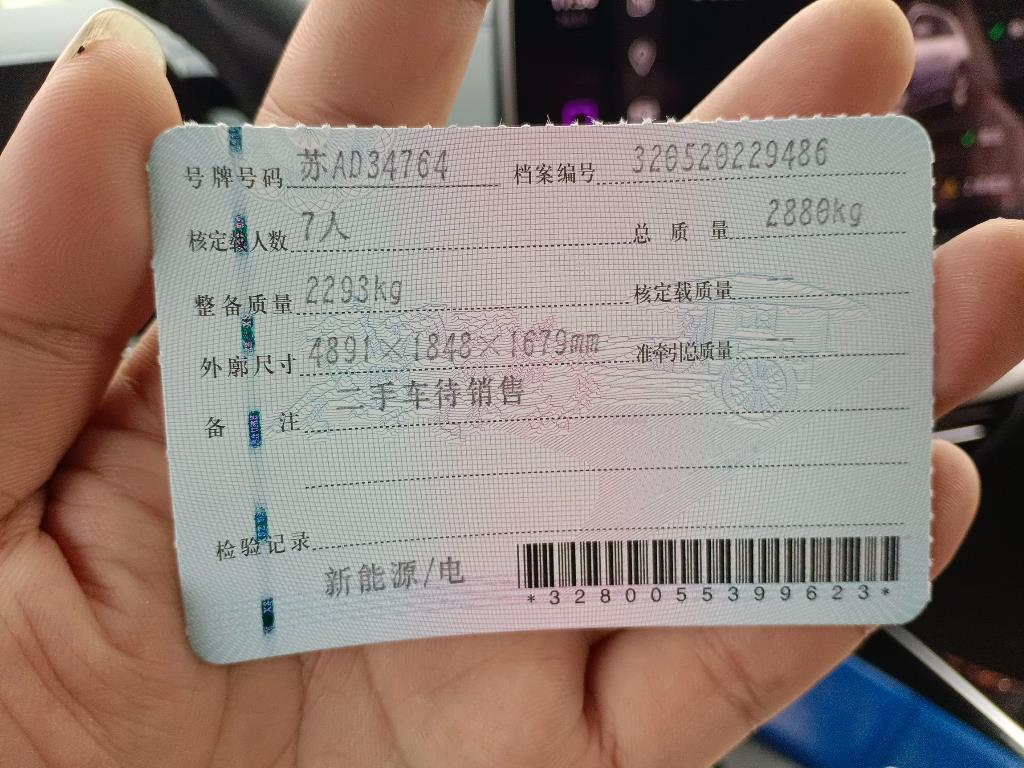 号牌号码 苏AD34764 档案编号 320520229486
核定载人数 7人 总质量 2880kg
整备质量 2293kg 核定载质量 --
外廓尺寸 4891×1848×1679mm 准牵引总质量 --
备注 二手车待销售
检验记录
新能源/电
*3280055399623*